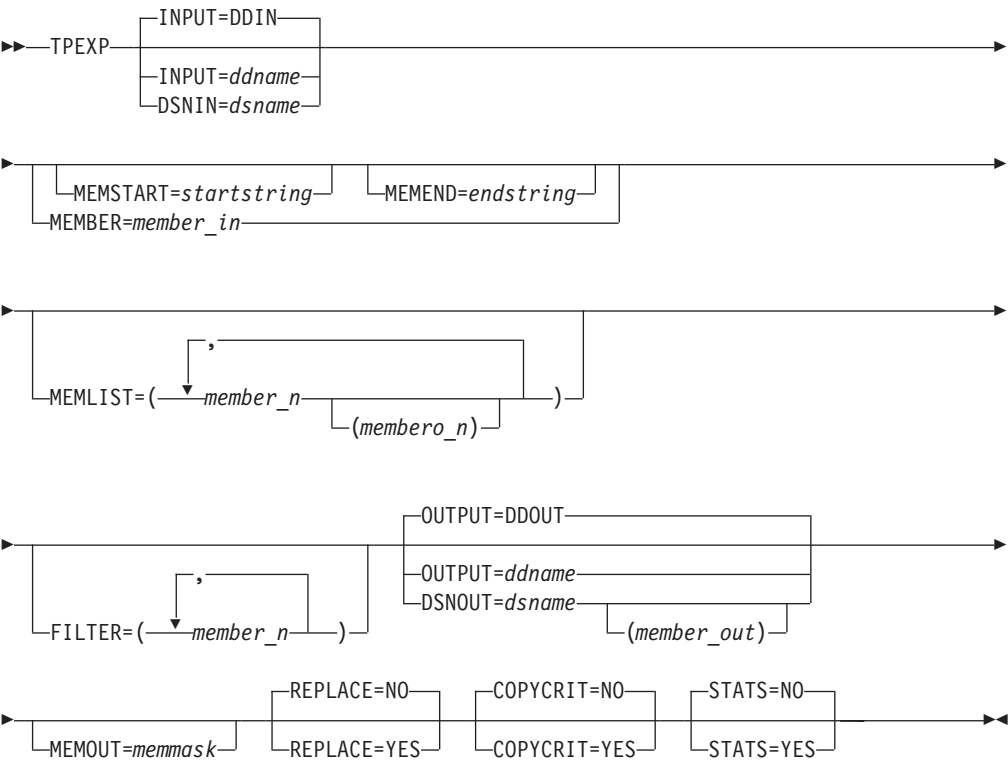 INPUT=DDIN
TPEXP
INPUT=ddname
DSNIN=dsname
MEMSTART=startstring MEMEND=endstring
MEMBER=member_in
,
MEMLIST=( member_n )
(membero_n)
OUTPUT=DDOUT
, OUTPUT=ddname
DSNOUT=dsname
FILTER=( member_n ) (member_out)
REPLACE=NO COPYCRIT=NO STATS=NO
MEMOUT=memmask REPLACE=YES COPYCRIT=YES STATS=YES